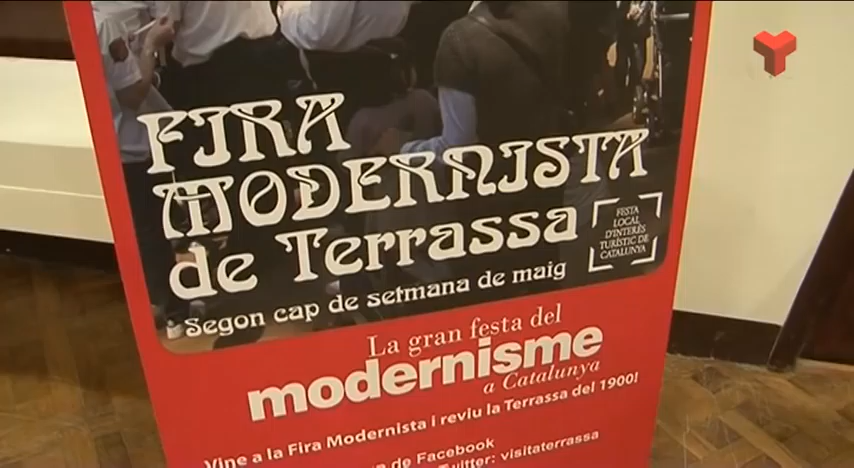 FIRA
MODERNISTA
de Terrassa
Segon cap de setmana de maig
FESTA
LOCAL
D'INTERÈS
TURÍSTIC DE
CATALUNYA
La gran festa del
modernisme
a Catalunya
Vine a la Fira Modernista i reviu la Terrassa del 1900!
de Facebook
Twitter: visitaterrassa